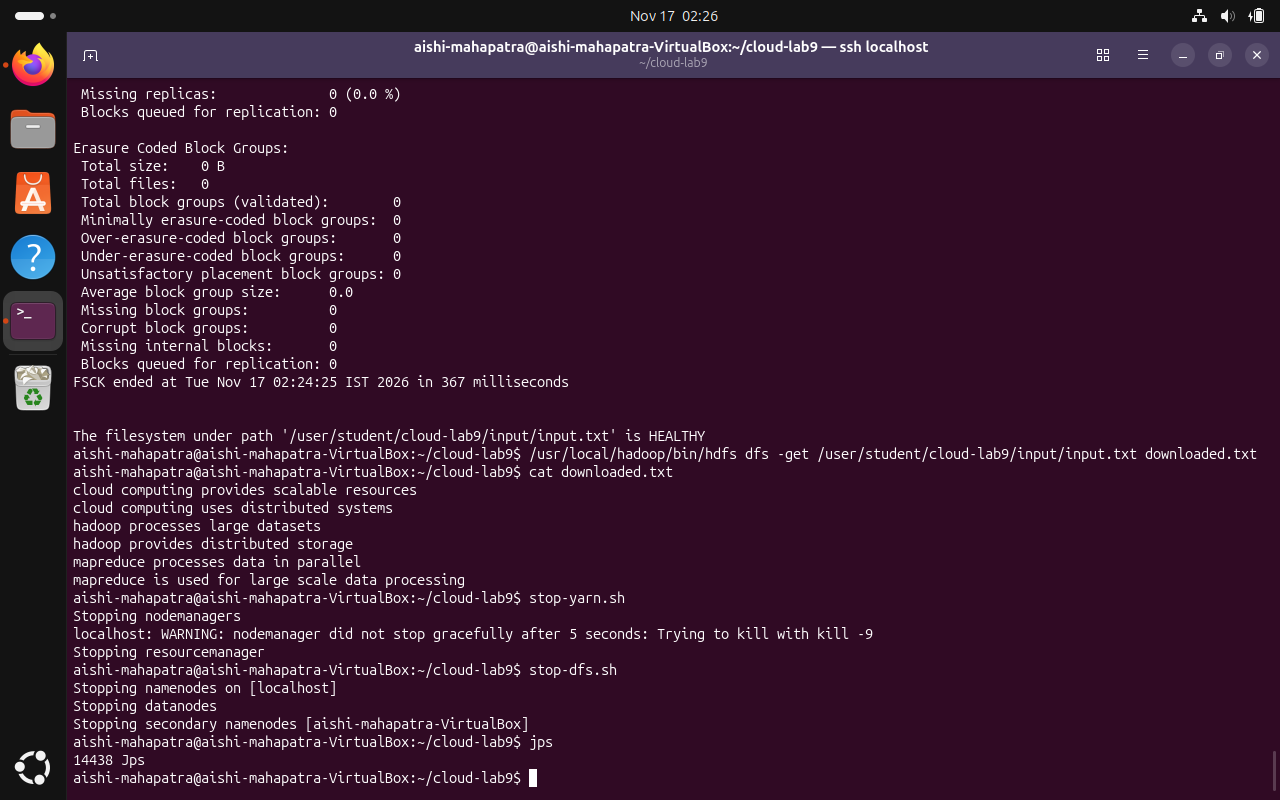 Nov 17 02:26
aishi-mahapatra@aishi-mahapatra-VirtualBox:~/cloud-lab9 — ssh localhost
~/cloud-lab9
Missing replicas: 0 (0.0 %)
Blocks queued for replication: 0
Erasure Coded Block Groups:
Total size: 0 B
Total files: 0
Total block groups (validated): 0
Minimally erasure-coded block groups: 0
Over-erasure-coded block groups: 0
Under-erasure-coded block groups: 0
Unsatisfactory placement block groups: 0
Average block group size: 0.0
Missing block groups: 0
Corrupt block groups: 0
Missing internal blocks: 0
Blocks queued for replication: 0
FSCK ended at Tue Nov 17 02:24:25 IST 2026 in 367 milliseconds
The filesystem under path '/user/student/cloud-lab9/input/input.txt' is HEALTHY
aishi-mahapatra@aishi-mahapatra-VirtualBox:~/cloud-lab9$ /usr/local/hadoop/bin/hdfs dfs -get /user/student/cloud-lab9/input/input.txt downloaded.txt
aishi-mahapatra@aishi-mahapatra-VirtualBox:~/cloud-lab9$ cat downloaded.txt
cloud computing provides scalable resources
cloud computing uses distributed systems
hadoop processes large datasets
hadoop provides distributed storage
mapreduce processes data in parallel
mapreduce is used for large scale data processing
aishi-mahapatra@aishi-mahapatra-VirtualBox:~/cloud-lab9$ stop-yarn.sh
Stopping nodemanagers
localhost: WARNING: nodemanager did not stop gracefully after 5 seconds: Trying to kill with kill -9
Stopping resourcemanager
aishi-mahapatra@aishi-mahapatra-VirtualBox:~/cloud-lab9$ stop-dfs.sh
Stopping namenodes on [localhost]
Stopping datanodes
Stopping secondary namenodes [aishi-mahapatra-VirtualBox]
aishi-mahapatra@aishi-mahapatra-VirtualBox:~/cloud-lab9$ jps
14438 Jps
aishi-mahapatra@aishi-mahapatra-VirtualBox:~/cloud-lab9$